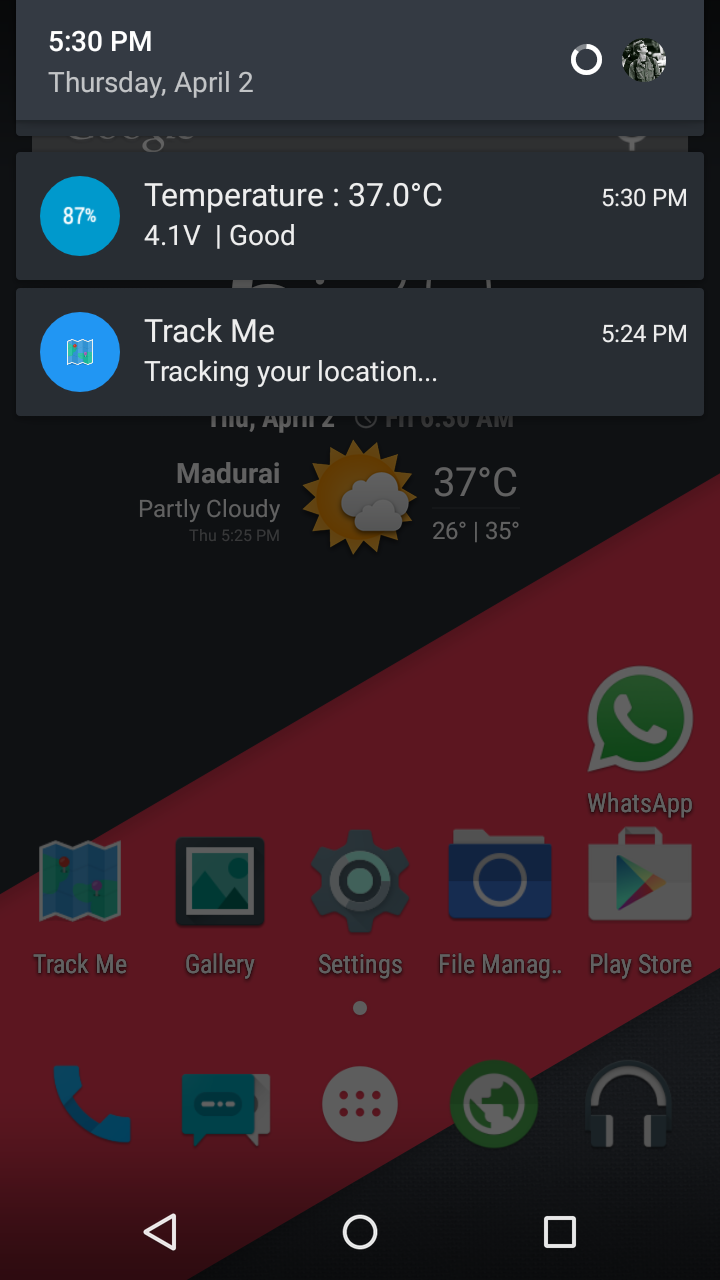 5:30 PM
Thursday, April 2
Google
87%
Temperature : 37.0°C
5:30 PM
4.1V | Good
Track Me
5:24 PM
Tracking your location...
Thu, April 2
Fri 6:30 AM
Madurai
Partly Cloudy
Thu 5:25 PM
37°C
26° | 35°
WhatsApp
Track Me
Gallery
Settings
File Manag..
Play Store